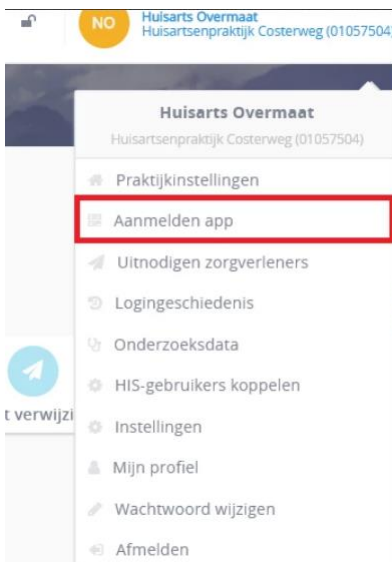 NO
Huisarts Overmaat
Huisartsenpraktijk Costerweg (01057504)
Huisarts Overmaat
Huisartsenpraktijk Costerweg (01057504)
Praktijkinstellingen
Aanmelden app
Uitnodigen zorgverleners
Logingeschiedenis
Onderzoeksdata
HIS-gebruikers koppelen
t verwijzi
Instellingen
Mijn profiel
Wachtwoord wijzigen
Afmelden